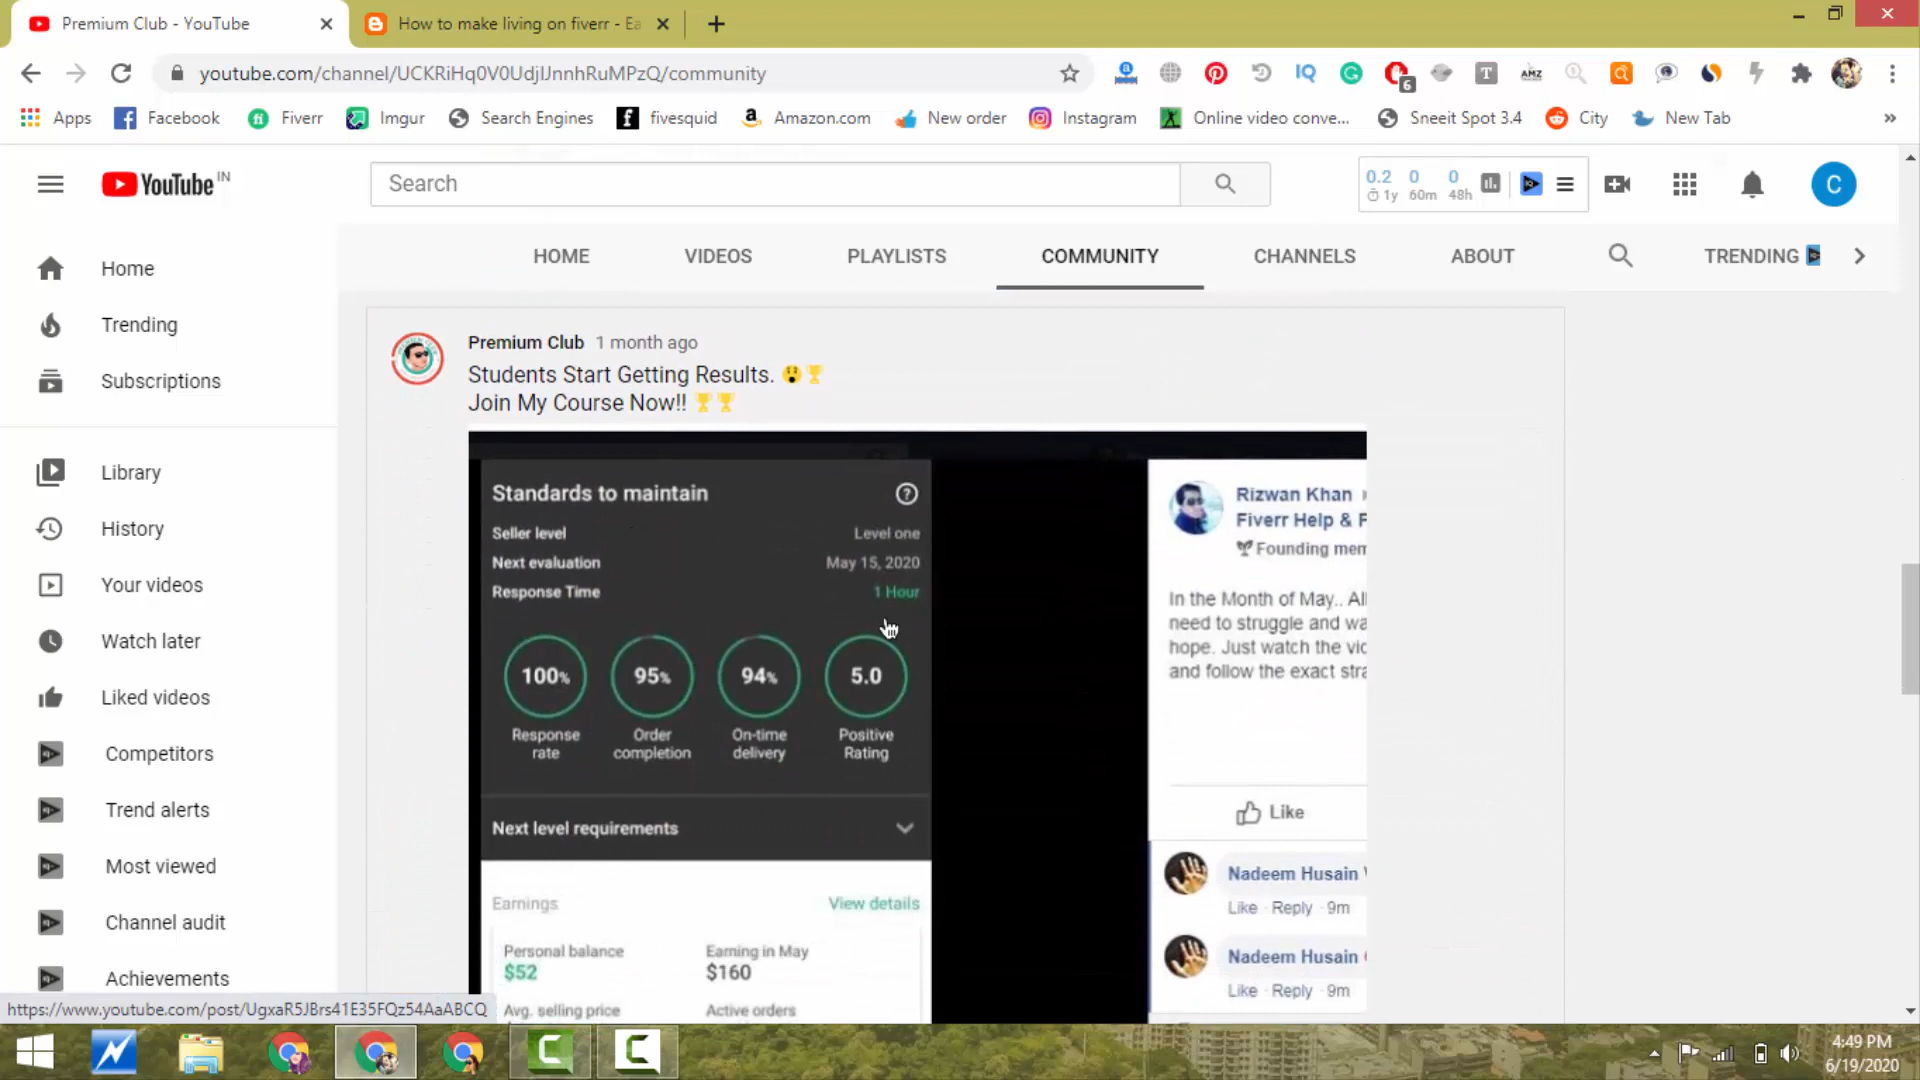 Premium Club - YouTube
How to make living on fiverr - Ea
youtube.com/channel/UCKRiHq0V0UdjIJnnhRuMPzQ/community
6
IQ
T
AMZ
Apps
Facebook
Fiverr
Imgur
Search Engines
fivesquid
Amazon.com
New order
Instagram
Online video conve...
Sneeit Spot 3.4
City
New Tab
»
YouTube IN
Search
0.2 0 0
1y 60m 48h
C
HOME VIDEOS PLAYLISTS COMMUNITY CHANNELS ABOUT TRENDING
Home
Trending
Subscriptions
Library
History
Your videos
Watch later
Liked videos
Competitors
Trend alerts
Most viewed
Channel audit
Achievements
Premium Club 1 month ago
Students Start Getting Results. 😲🏆
Join My Course Now!! 🏆🏆
Standards to maintain
Seller level Level one
Next evaluation May 15, 2020
Response Time 1 Hour
100% 95% 94% 5.0
Response rate
Order completion
On-time delivery
Positive Rating
Next level requirements
Earnings View details
Personal balance Earning in May
$52 $160
Avg. selling price Active orders
Rizwan Khan
Fiverr Help & F
Founding mem
In the Month of May.. All
need to struggle and wa
hope. Just watch the vid
and follow the exact stra
Like
Nadeem Husain
Like · Reply · 9m
Nadeem Husain
Like · Reply · 9m
https://www.youtube.com/post/UgxaR5JBrs41E35FQz54AaABCQ
4:49 PM
6/19/2020